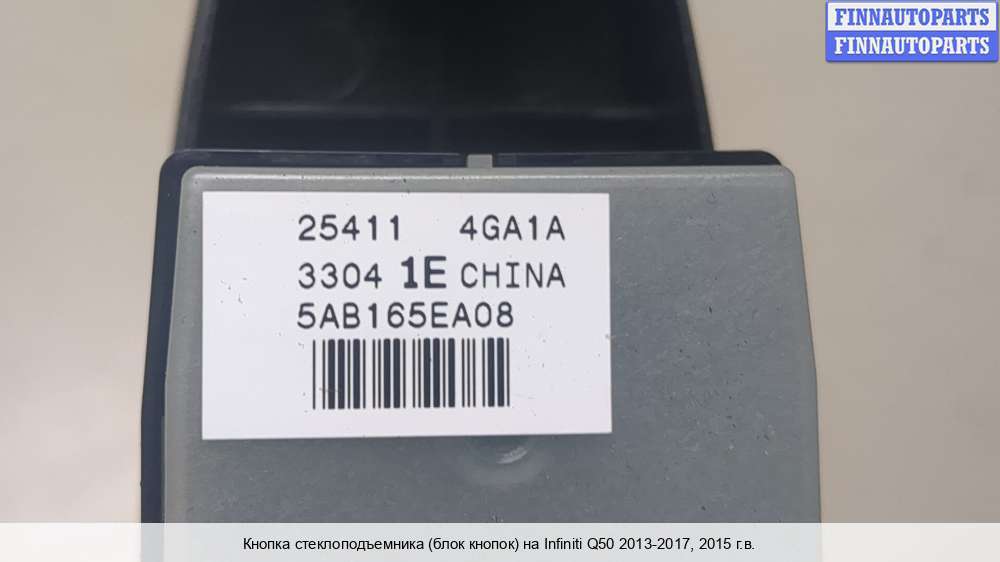 FINNAUTOPARTS
FINNAUTOPARTS
25411 4GA1A
3304 1E CHINA
5AB165EA08
Кнопка стеклоподъемника (блок кнопок) на Infiniti Q50 2013-2017, 2015 г.в.